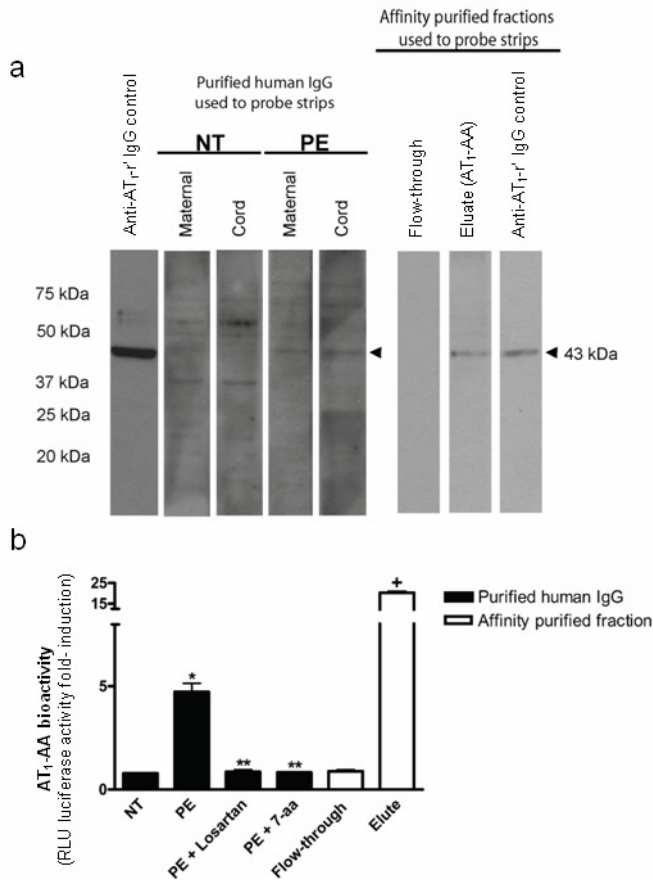 Affinity purified fractions
used to probe strips
a
Purified human IgG
used to probe strips
NT
PE
Anti-AT₁-r' IgG control
Maternal
Cord
Maternal
Cord
Flow-through
Eluate (AT₁-AA)
Anti-AT₁-r' IgG control
75 kDa
50 kDa
37 kDa
25 kDa
20 kDa
43 kDa
b
AT₁-AA bioactivity
(RLU luciferase activity fold- induction)
25
15
5
0
*
**
**
+
Purified human IgG
Affinity purified fraction
NT
PE
PE + Losartan
PE + 7-aa
Flow-through
Elute